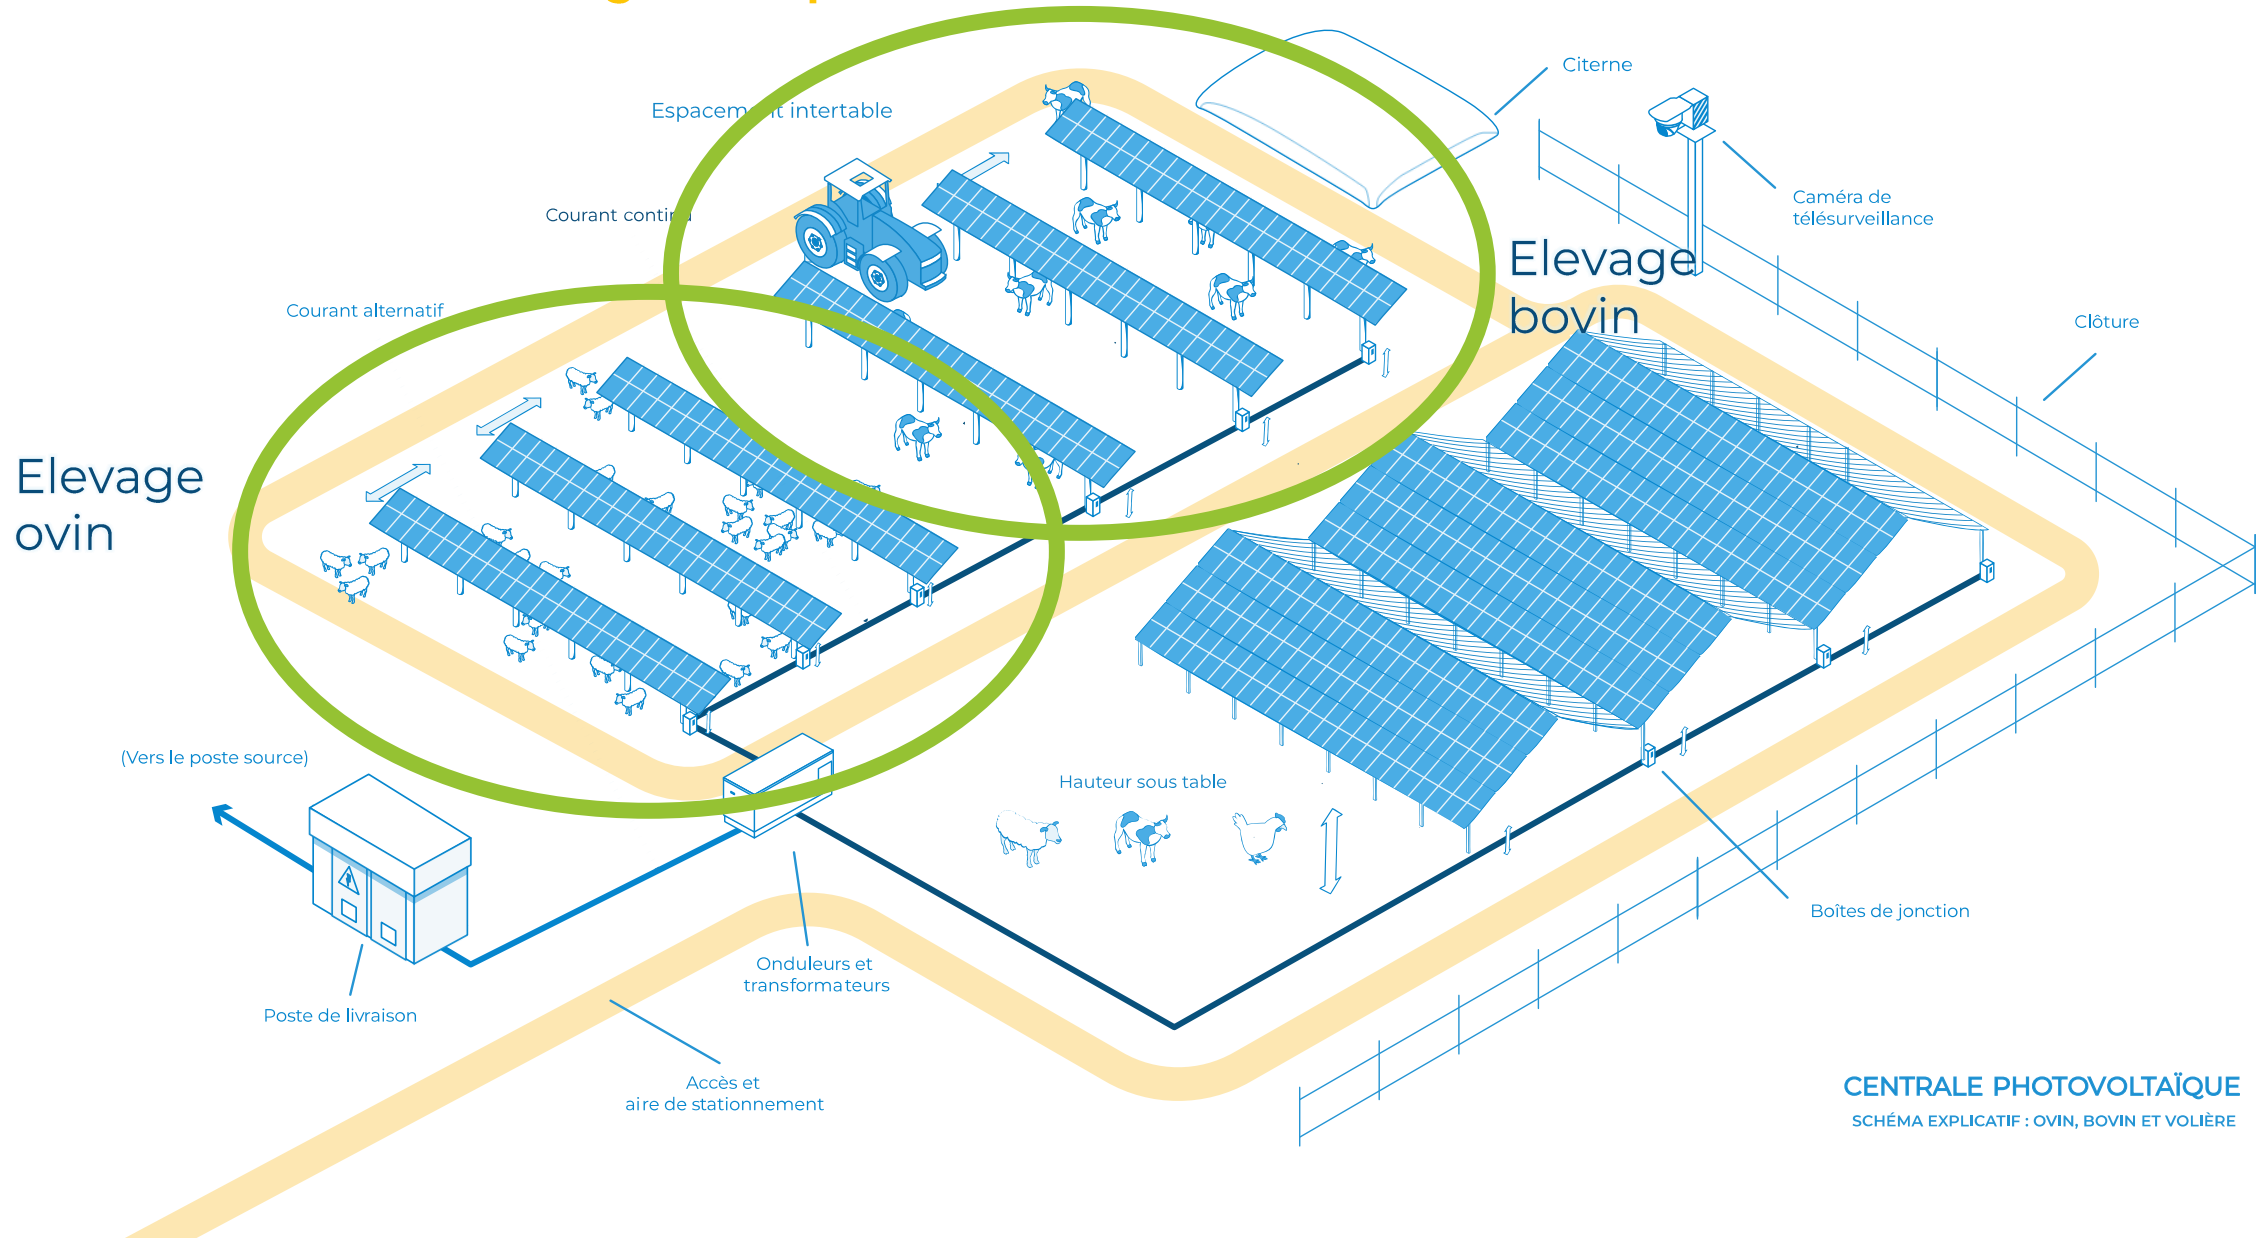 Citerne
Espacement intertable
Caméra de
télésurveillance
Courant continu
Elevage
bovin
Courant alternatif
Clôture
Elevage
ovin
(Vers le poste source)
Hauteur sous table
Boîtes de jonction
Onduleurs et
transformateurs
Poste de livraison
Accès et
aire de stationnement
CENTRALE PHOTOVOLTAÏQUE
SCHÉMA EXPLICATIF : OVIN, BOVIN ET VOLIÈRE